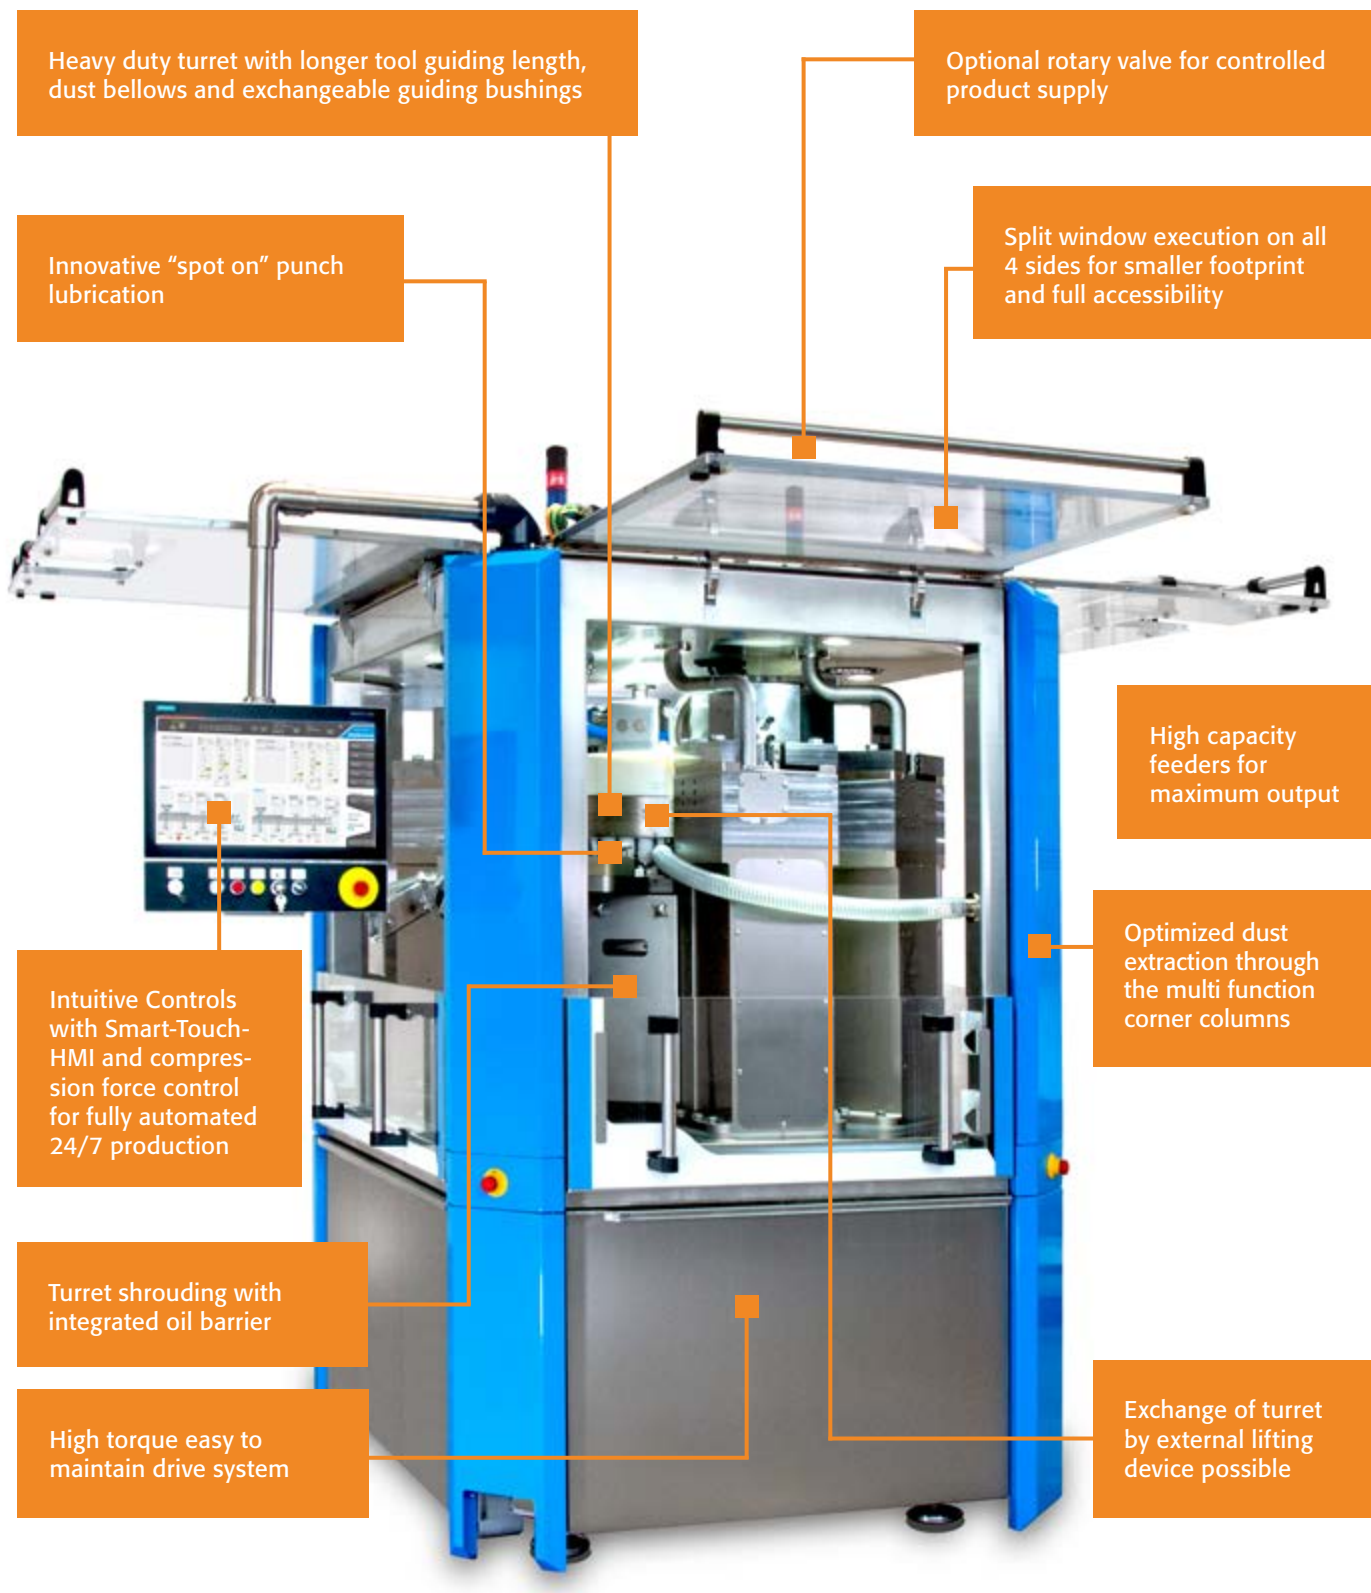 Heavy duty turret with longer tool guiding length,
dust bellows and exchangeable guiding bushings
Optional rotary valve for controlled
product supply
Innovative “spot on” punch
lubrication
Split window execution on all
4 sides for smaller footprint
and full accessibility
High capacity
feeders for
maximum output
Optimized dust
extraction through
the multi function
corner columns
Intuitive Controls
with Smart-Touch-
HMI and compres-
sion force control
for fully automated
24/7 production
Turret shrouding with
integrated oil barrier
High torque easy to
maintain drive system
Exchange of turret
by external lifting
device possible